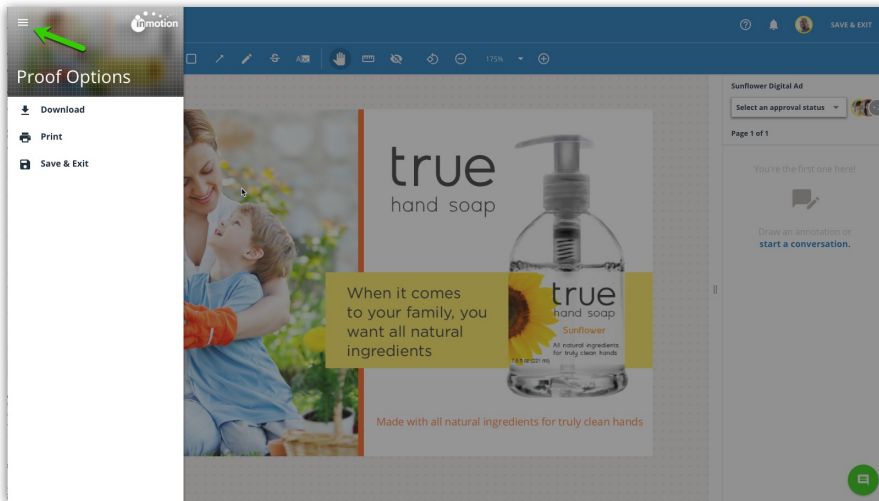 inmotion
Proof Options
Download
Print
Save & Exit
SAVE & EXIT
175%
Sunflower Digital Ad
Select an approval status
Page 1 of 1
You're the first one here!
Draw an annotation or
start a conversation.
true
hand soap
When it comes
to your family, you
want all natural
ingredients
true
hand soap
Sunflower
All natural ingredients
for truly clean hands
Made with all natural ingredients for truly clean hands